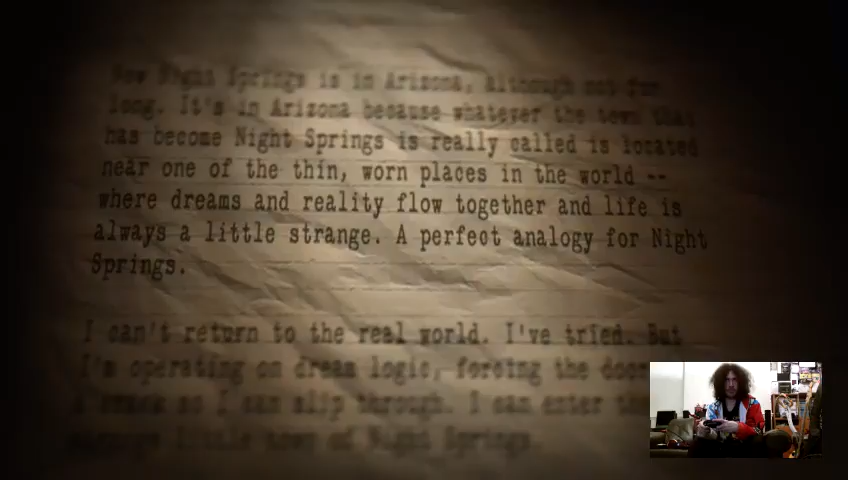 Now Night Springs is in Arizona, although not for
long. It's in Arizona because whatever the town that
has become Night Springs is really called is located
near one of the thin, worn places in the world --
where dreams and reality flow together and life is
always a little strange. A perfect analogy for Night
Springs.
I can't return to the real world. I've tried. But
I'm operating on dream logic, forcing the
so I can slip through. I can enter
little town of Night Springs.